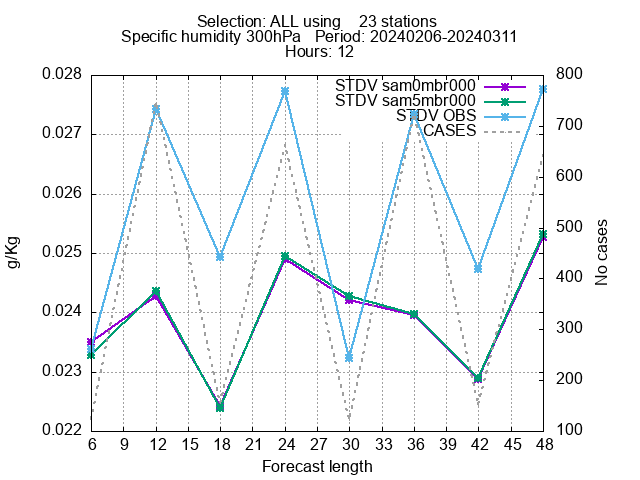 Selection: ALL using    23 stations
Specific humidity 300hPa   Period: 20240206-20240311
Hours: 12
0.028
0.027
0.026
0.025
0.024
0.023
0.022
g/Kg
STDV sam0mbr000
STDV sam5mbr000
STDV OBS
CASES
800
700
600
500
400
300
200
100
No cases
6 9 12 15 18 21 24 27 30 33 36 39 42 45 48
Forecast length